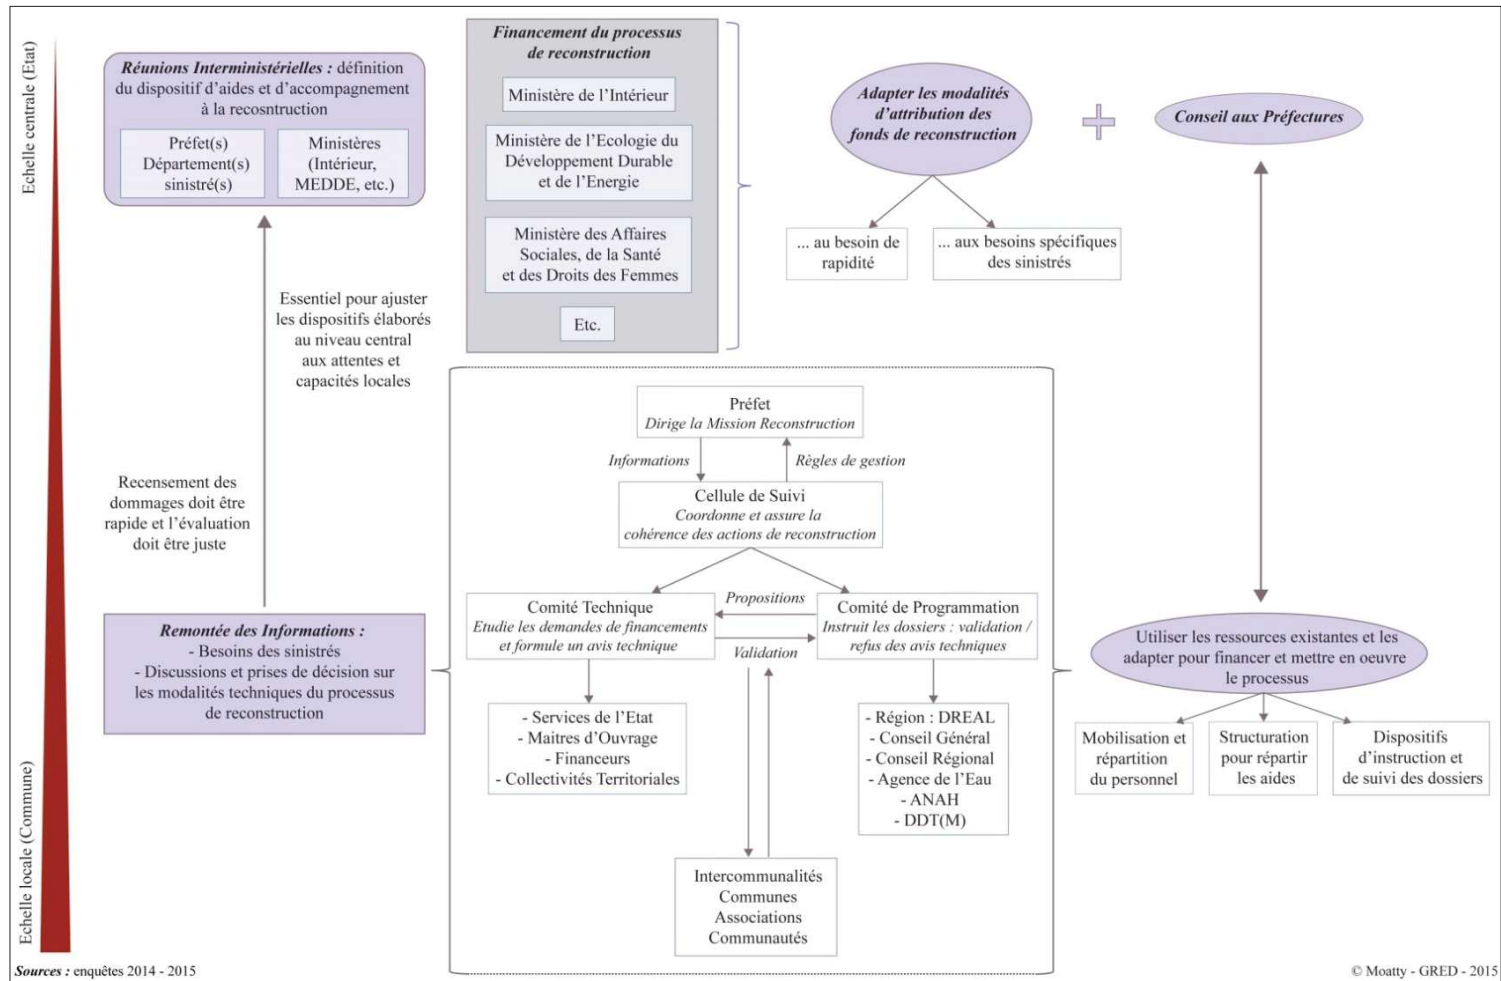 Echelle centrale (Etat)
Réunions Interministérielles : définition
du dispositif d'aides et d'accompagnement
à la recosntruction
Préfet(s)
Département(s)
sinistré(s)
Ministères
(Intérieur,
MEDDE, etc.)
Financement du processus
de reconstruction
Ministère de l'Intérieur
Ministère de l'Ecologie du
Développement Durable
et de l'Energie
Ministère des Affaires
Sociales, de la Santé
et des Droits des Femmes
Etc.
Adapter les modalités
d'attribution des
fonds de reconstruction
+
Conseil aux Préfectures
... au besoin de
rapidité
... aux besoins spécifiques
des sinistrés
Essentiel pour ajuster
les dispositifs élaborés
au niveau central
aux attentes et
capacités locales
Recensement des
dommages doit être
rapide et l'évaluation
doit être juste
Remontée des Informations :
- Besoins des sinistrés
- Discussions et prises de décision sur
les modalités techniques du processus
de reconstruction
Préfet
Dirige la Mission Reconstruction
Informations
Règles de gestion
Cellule de Suivi
Coordonne et assure la
cohérence des actions de reconstruction
Comité Technique
Etudie les demandes de financements
et formule un avis technique
Propositions
Validation
Comité de Programmation
Instruit les dossiers : validation /
refus des avis techniques
- Services de l'Etat
- Maitres d'Ouvrage
- Financeurs
- Collectivités Territoriales
- Région : DREAL
- Conseil Général
- Conseil Régional
- Agence de l'Eau
- ANAH
- DDT(M)
Intercommunalités
Communes
Associations
Communautés
Utiliser les ressources existantes et les
adapter pour financer et mettre en oeuvre
le processus
Mobilisation et
répartition
du personnel
Structuration
pour répartir
les aides
Dispositifs
d'instruction et
de suivi des dossiers
Echelle locale (Commune)
Sources : enquêtes 2014 - 2015
© Moatty - GRED - 2015